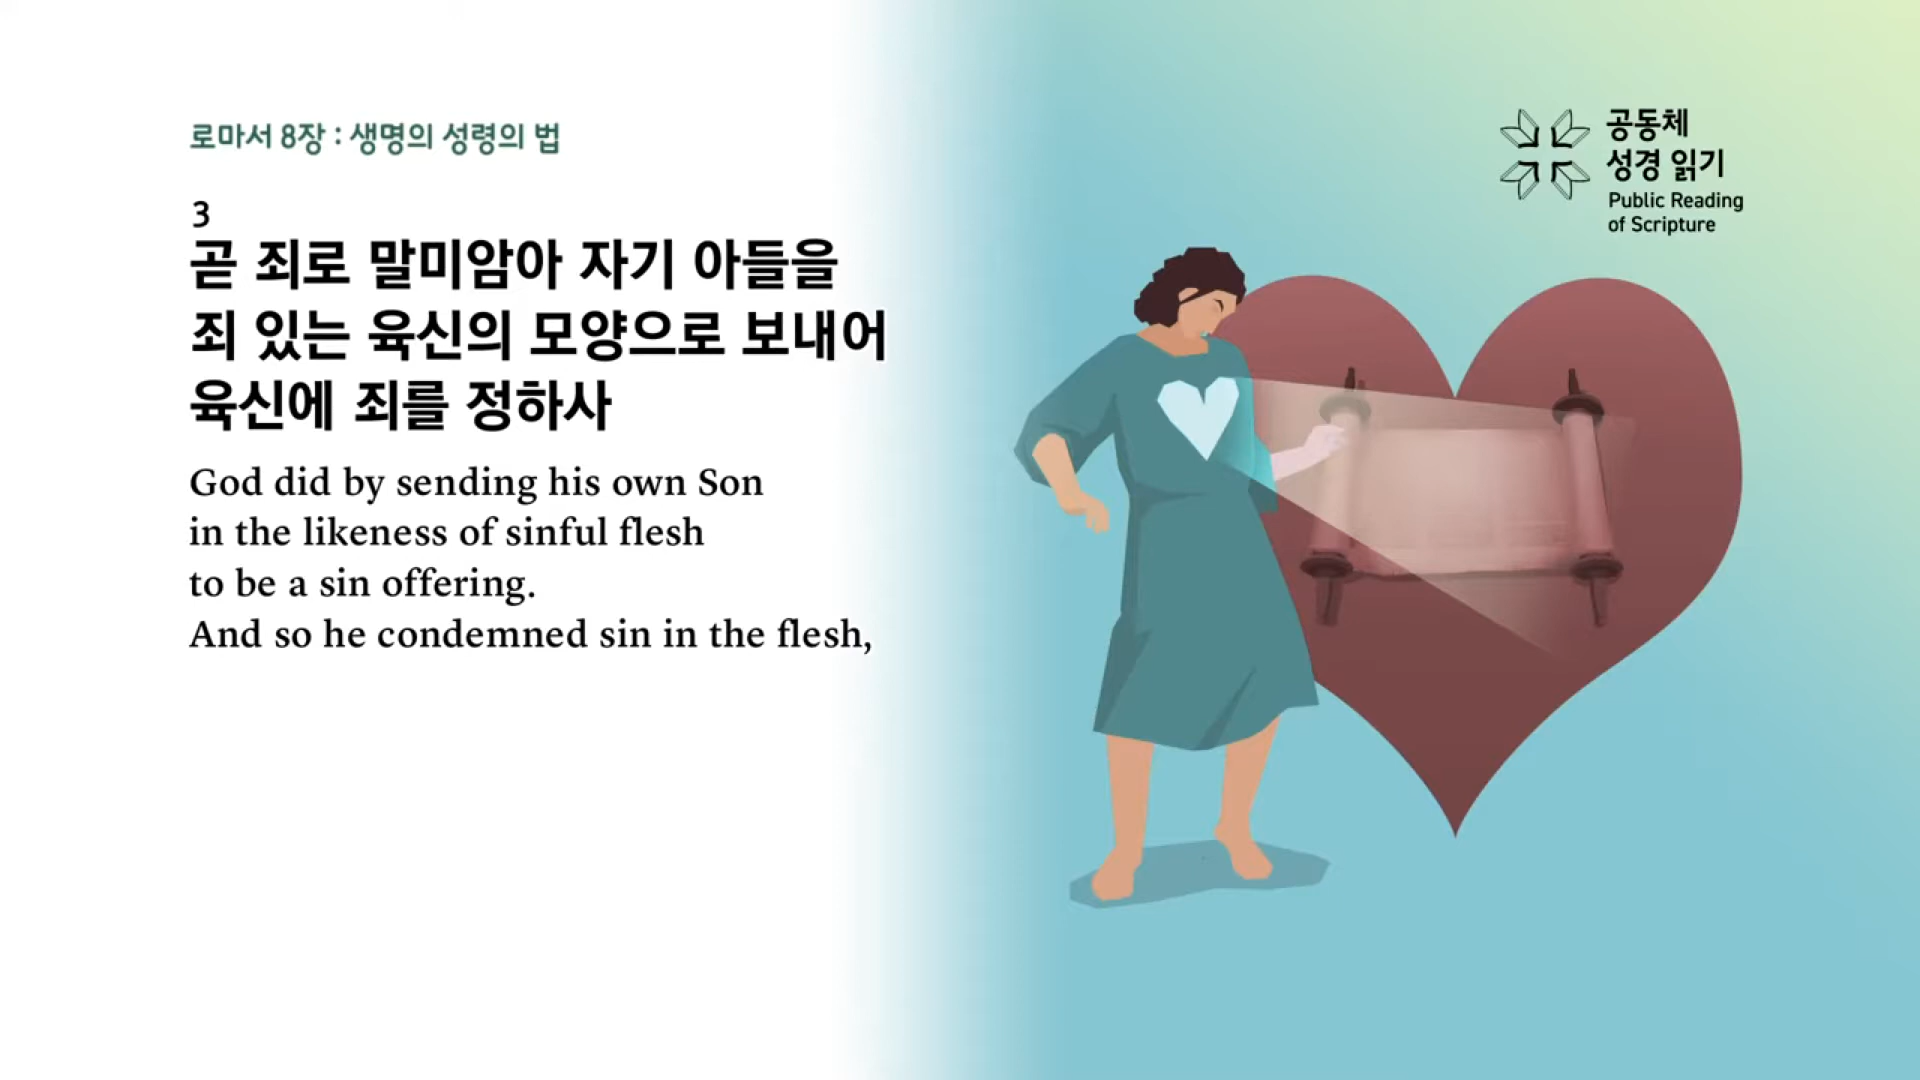 로마서 8장 : 생명의 성령의 법
3
곧 죄로 말미암아 자기 아들을
죄 있는 육신의 모양으로 보내어
육신에 죄를 정하사
God did by sending his own Son
in the likeness of sinful flesh
to be a sin offering.
And so he condemned sin in the flesh,
공동체
성경 읽기
Public Reading
of Scripture